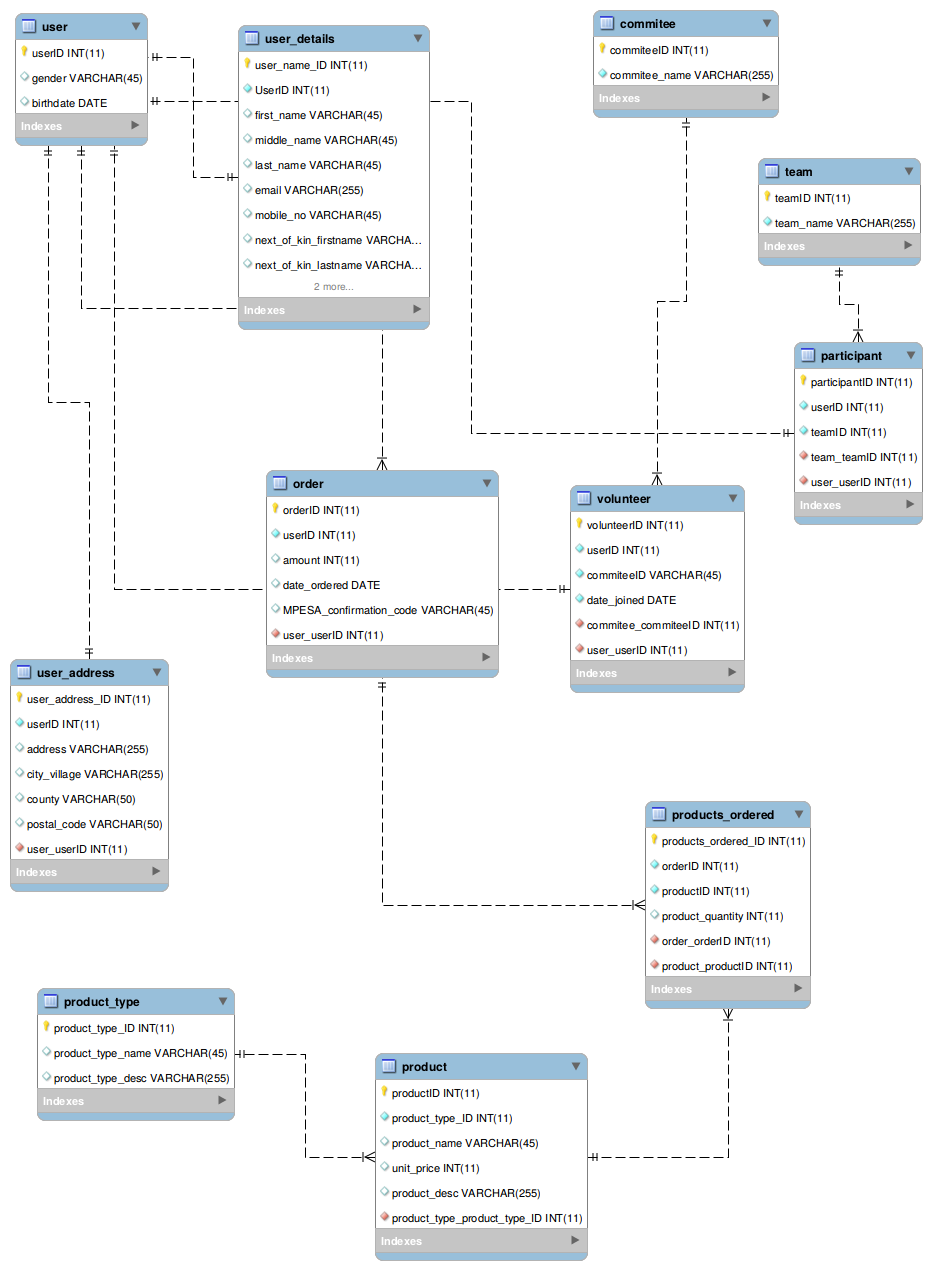 user
userID INT(11)
gender VARCHAR(45)
birthdate DATE
Indexes
user_details
user_name_ID INT(11)
UserID INT(11)
first_name VARCHAR(45)
middle_name VARCHAR(45)
last_name VARCHAR(45)
email VARCHAR(255)
mobile_no VARCHAR(45)
next_of_kin_firstname VARCHA...
next_of_kin_lastname VARCHA...
2 more...
Indexes
commitee
commiteeID INT(11)
commitee_name VARCHAR(255)
Indexes
team
teamID INT(11)
team_name VARCHAR(255)
Indexes
participant
participantID INT(11)
userID INT(11)
teamID INT(11)
team_teamID INT(11)
user_userID INT(11)
Indexes
order
orderID INT(11)
userID INT(11)
amount INT(11)
date_ordered DATE
MPESA_confirmation_code VARCHAR(45)
user_userID INT(11)
Indexes
volunteer
volunteerID INT(11)
userID INT(11)
commiteeID VARCHAR(45)
date_joined DATE
commitee_commiteeID INT(11)
user_userID INT(11)
Indexes
user_address
user_address_ID INT(11)
userID INT(11)
address VARCHAR(255)
city_village VARCHAR(255)
county VARCHAR(50)
postal_code VARCHAR(50)
user_userID INT(11)
Indexes
products_ordered
products_ordered_ID INT(11)
orderID INT(11)
productID INT(11)
product_quantity INT(11)
order_orderID INT(11)
product_productID INT(11)
Indexes
product_type
product_type_ID INT(11)
product_type_name VARCHAR(45)
product_type_desc VARCHAR(255)
Indexes
product
productID INT(11)
product_type_ID INT(11)
product_name VARCHAR(45)
unit_price INT(11)
product_desc VARCHAR(255)
product_type_product_type_ID INT(11)
Indexes